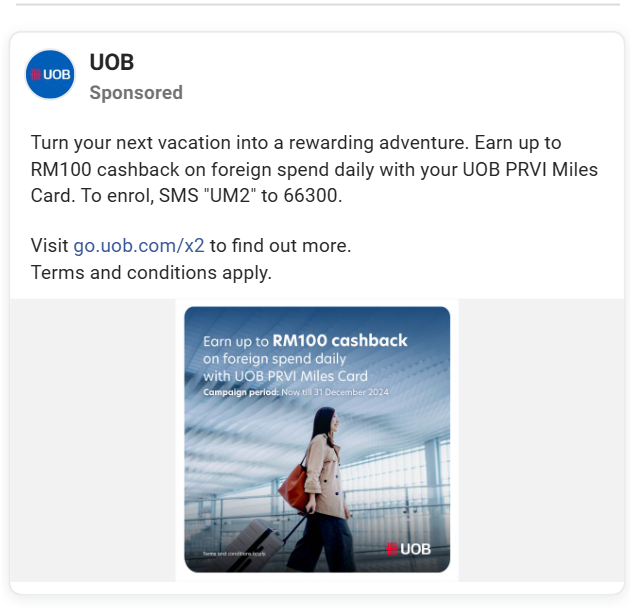 UOB
UOB
Sponsored
Turn your next vacation into a rewarding adventure. Earn up to
RM100 cashback on foreign spend daily with your UOB PRVI Miles
Card. To enrol, SMS "UM2" to 66300.
Visit go.uob.com/x2 to find out more.
Terms and conditions apply.
Earn up to RM100 cashback
on foreign spend daily
with UOB PRVI Miles Card
Campaign period: Now till 31 December 2024
Terms and conditions apply.
UOB